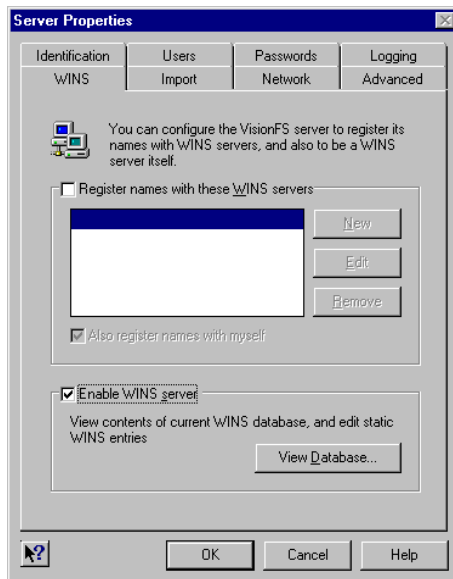 Server Properties
Identification Users Passwords Logging
WINS Import Network Advanced
You can configure the VisionFS server to register its
names with WINS servers, and also to be a WINS
server itself.
Register names with these WINS servers
New
Edit
Remove
Also register names with myself
Enable WINS server
View contents of current WINS database, and edit static
WINS entries
View Database...
? OK Cancel Help